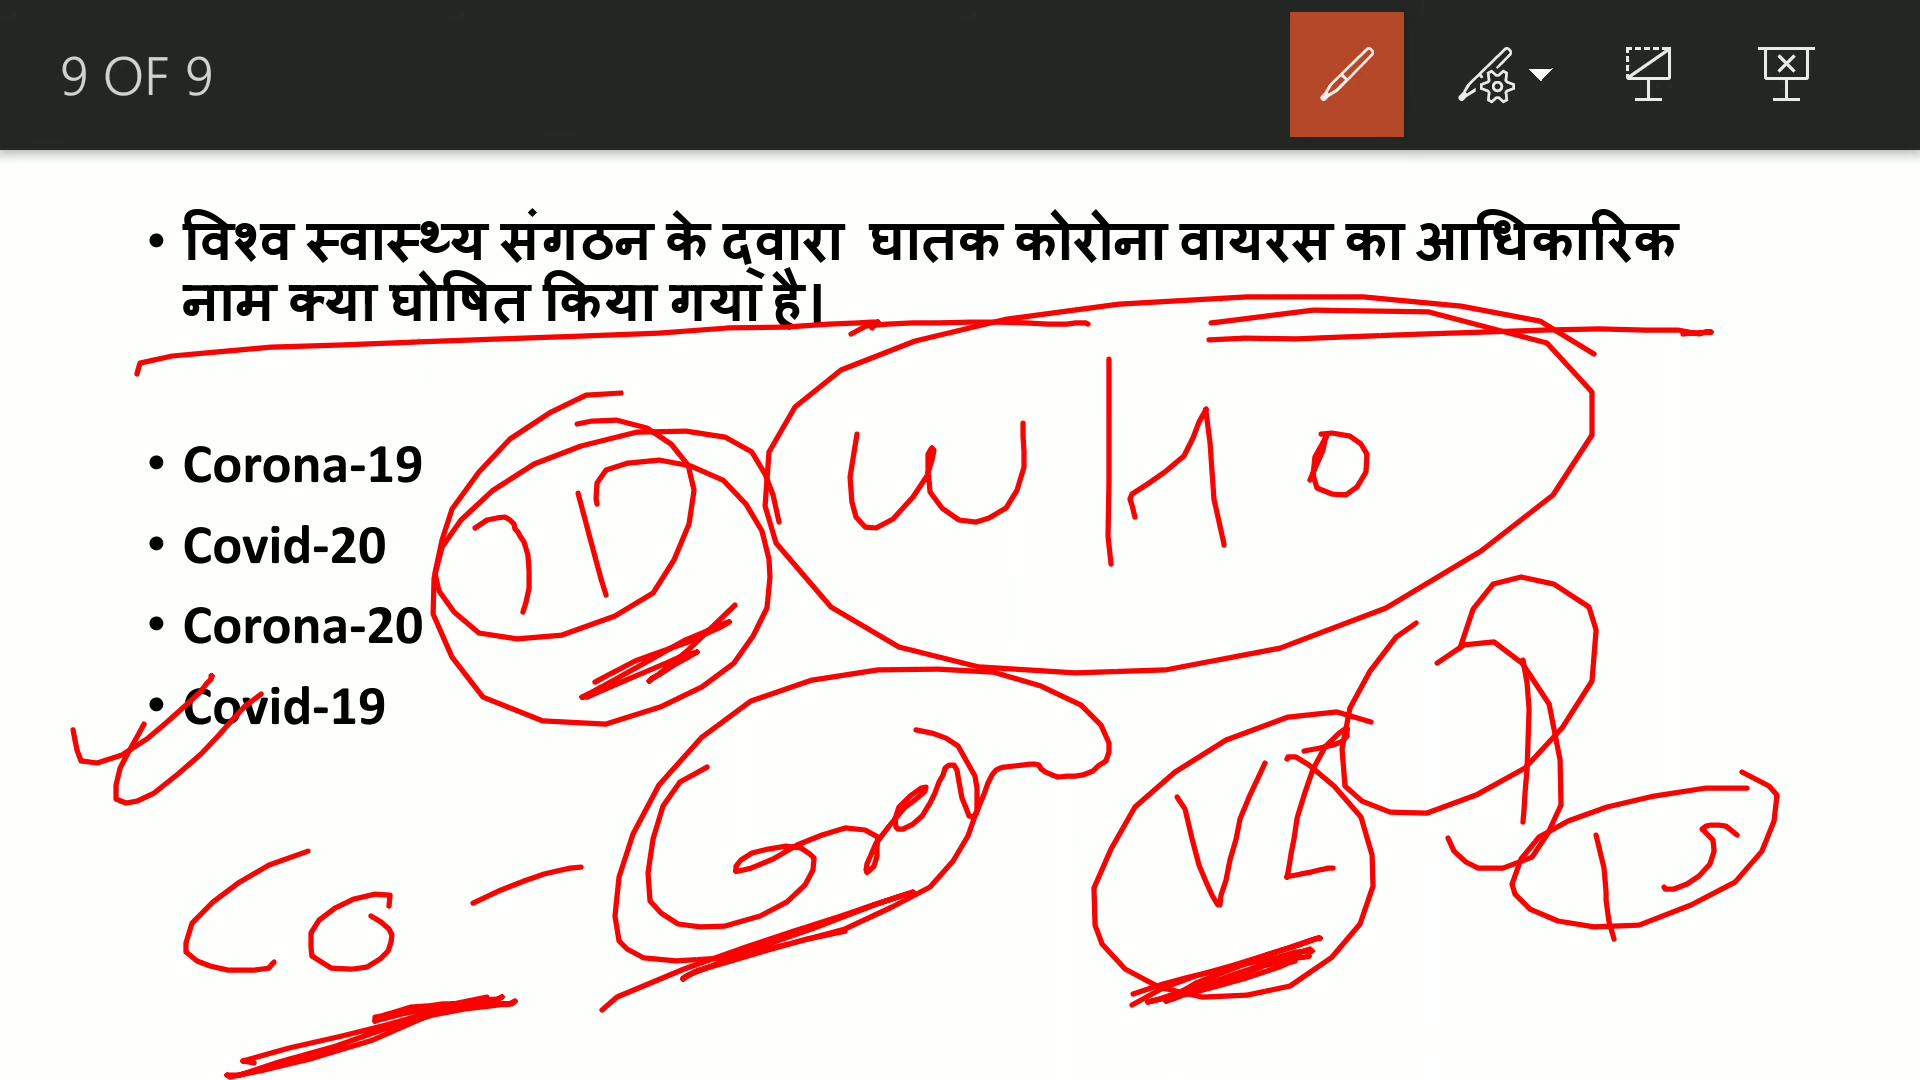 9 OF 9
• विश्व स्वास्थ्य संगठन के द्वारा घातक कोरोना वायरस का आधिकारिक
नाम क्या घोषित किया गया है।
• Corona-19
• Covid-20
• Corona-20
• Covid-19
WHO
Co -
VI